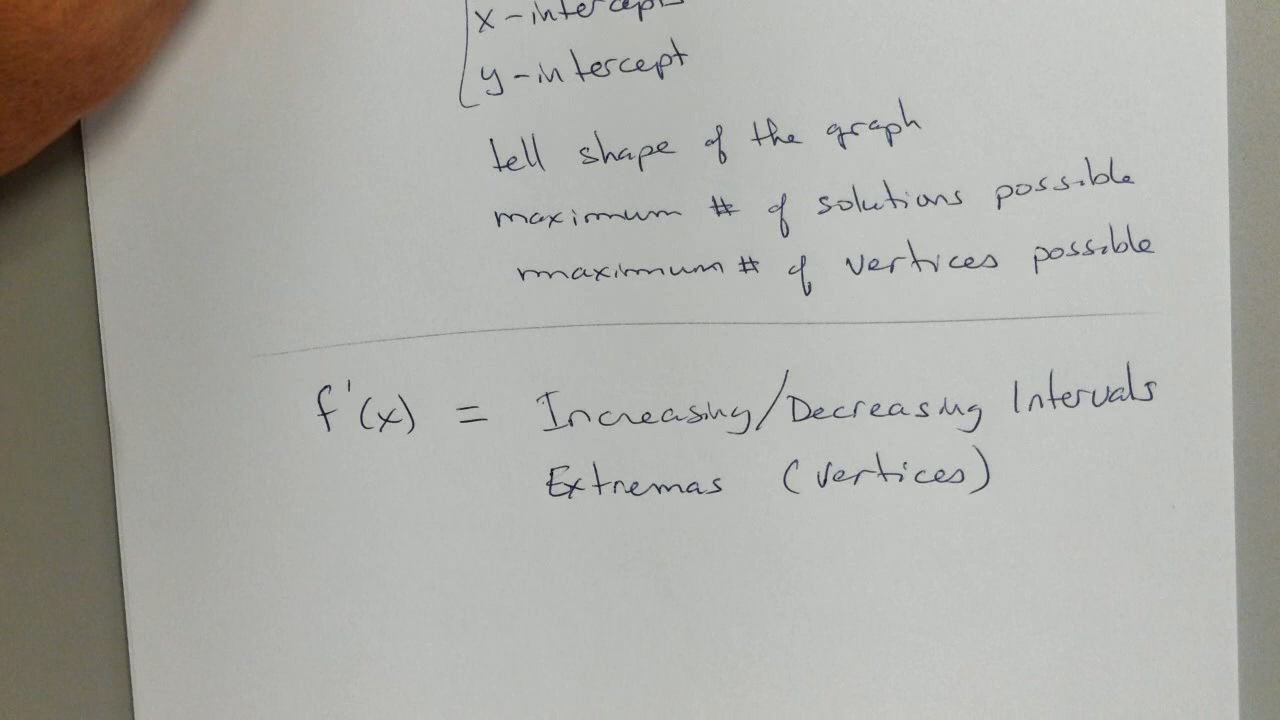 x-intercepts
y-intercept
tell shape of the graph
maximum # of solutions possible
maximum # of vertices possible
f'(x) = Increasing/Decreasing Intervals
Extremas (vertices)